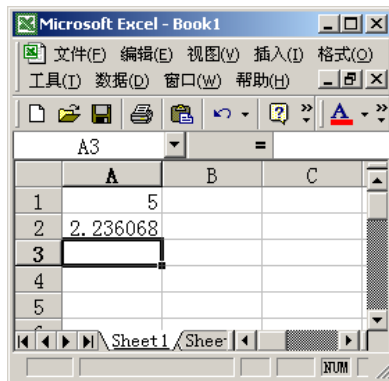 Microsoft Excel - Book1
文件(F) 编辑(E) 视图(V) 插入(I) 格式(O)
工具(T) 数据(D) 窗口(W) 帮助(H)
A3 =
A B C
1 5
2 2.236068
3
4
5
Sheet1 Shee
NUM